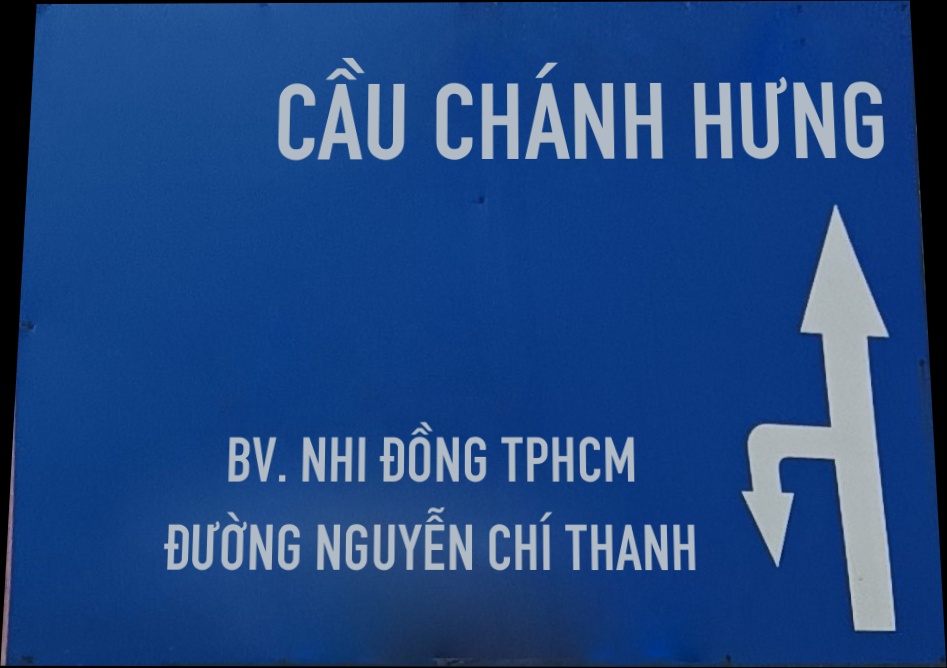 CẦU CHÁNH HƯNG
BV. NHI ĐỒNG TPHCM
ĐƯỜNG NGUYỄN CHÍ THANH